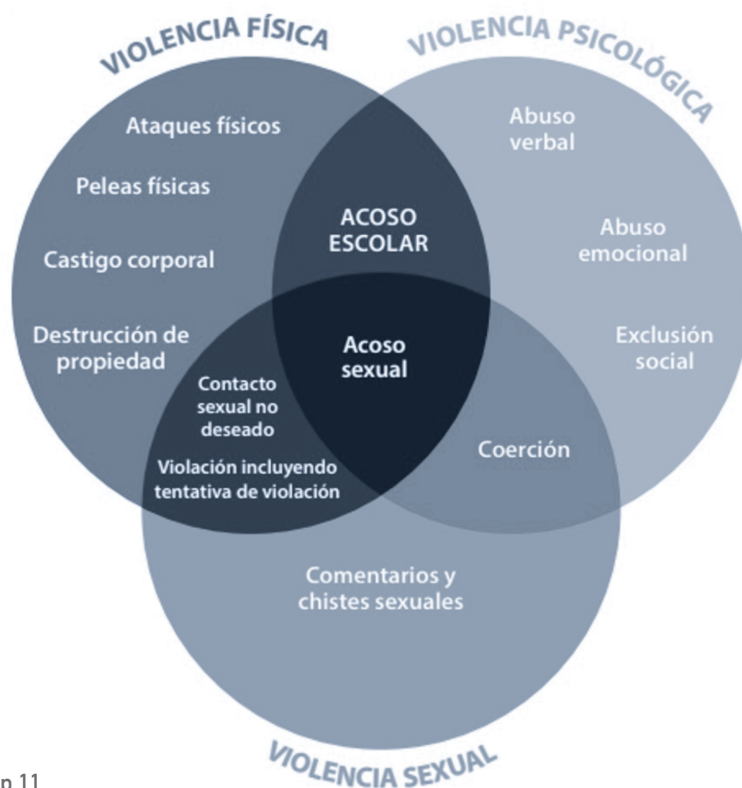 VIOLENCIA FÍSICA
VIOLENCIA PSICOLÓGICA
Ataques físicos
Peleas físicas
Castigo corporal
Destrucción de
propiedad
ACOSO
ESCOLAR
Abuso
verbal
Abuso
emocional
Exclusión
social
Acoso
sexual
Contacto
sexual no
deseado
Violación incluyendo
tentativa de violación
Coerción
Comentarios y
chistes sexuales
VIOLENCIA SEXUAL
p 11